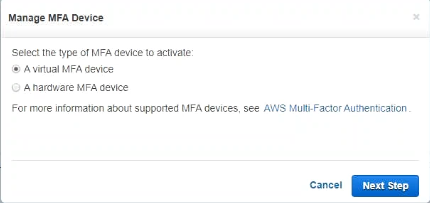 Manage MFA Device
Select the type of MFA device to activate:
A virtual MFA device
A hardware MFA device
For more information about supported MFA devices, see AWS Multi-Factor Authentication.
Cancel Next Step